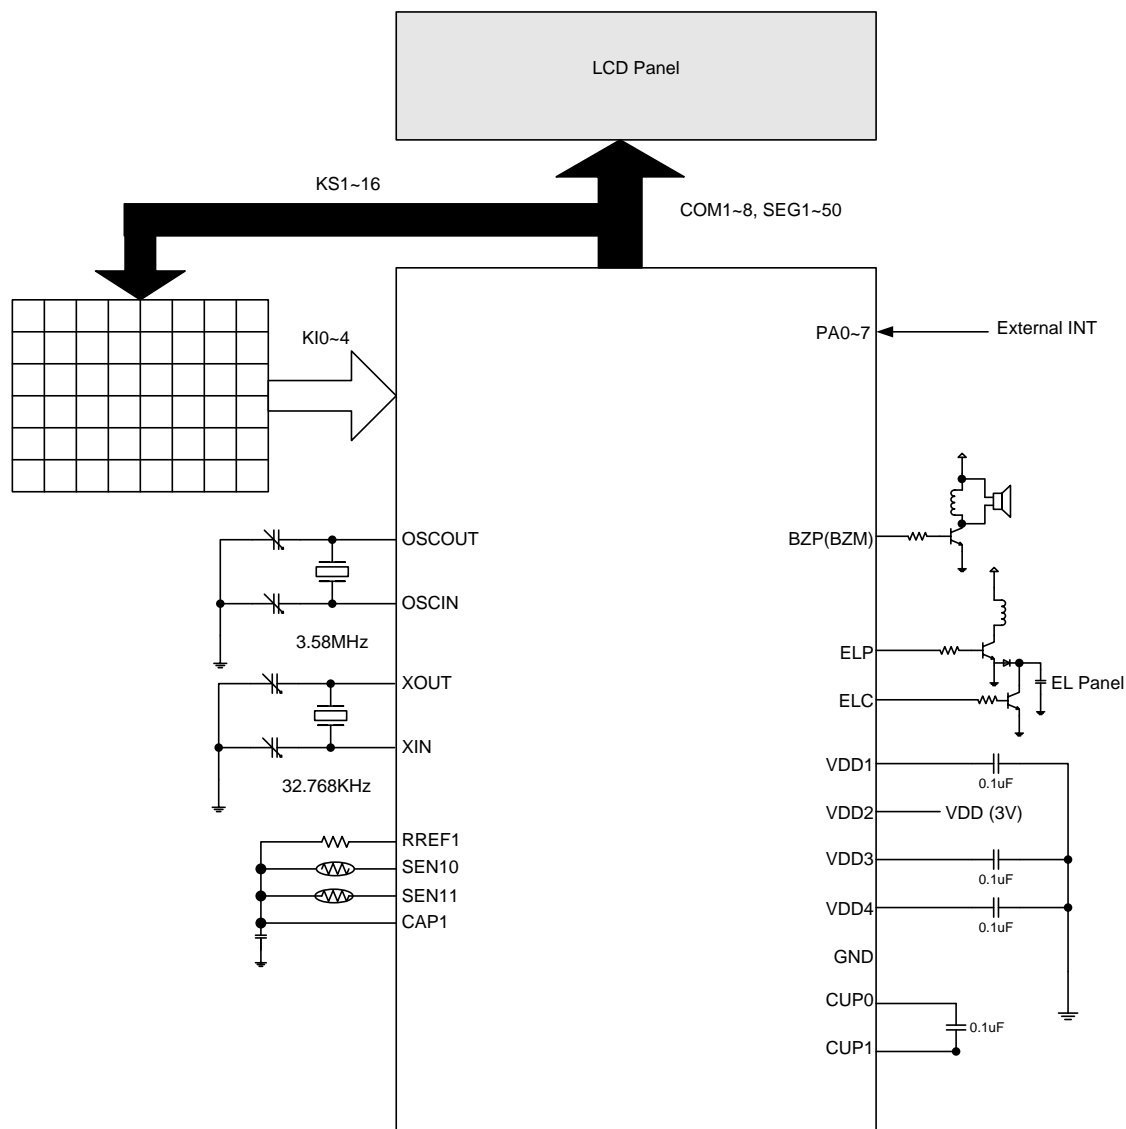 LCD Panel
KS1~16
COM1~8, SEG1~50
KI0~4
PA0~7
External INT
OSCOUT
OSCIN
3.58MHz
XOUT
XIN
32.768KHz
RREF1
SEN10
SEN11
CAP1
BZP(BZM)
ELP
EL Panel
ELC
VDD1
0.1uF
VDD2
VDD (3V)
VDD3
0.1uF
VDD4
0.1uF
GND
CUP0
0.1uF
CUP1